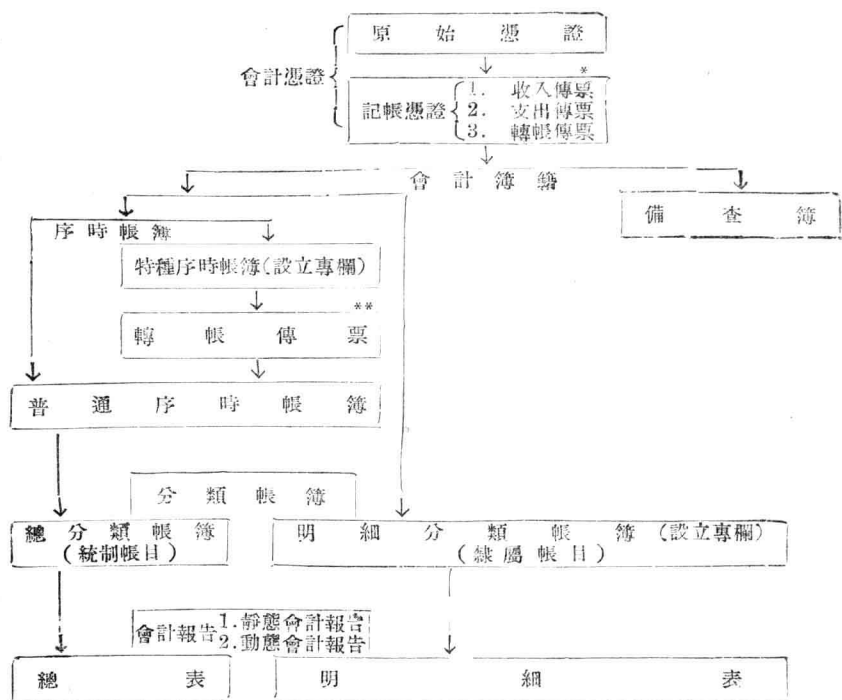 原始憑證
會計憑證
*
記帳憑證
1. 收入傳票
2. 支出傳票
3. 轉帳傳票
會計簿籍
備查簿
序時帳簿
特種序時帳簿(設立專欄)
**
轉帳傳票
普通序時帳簿
分類帳簿
總分類帳簿
(統制帳目)
明細分類帳簿(設立專欄)
(隸屬帳目)
會計報告
1.靜態會計報告
2.動態會計報告
總表
明細表